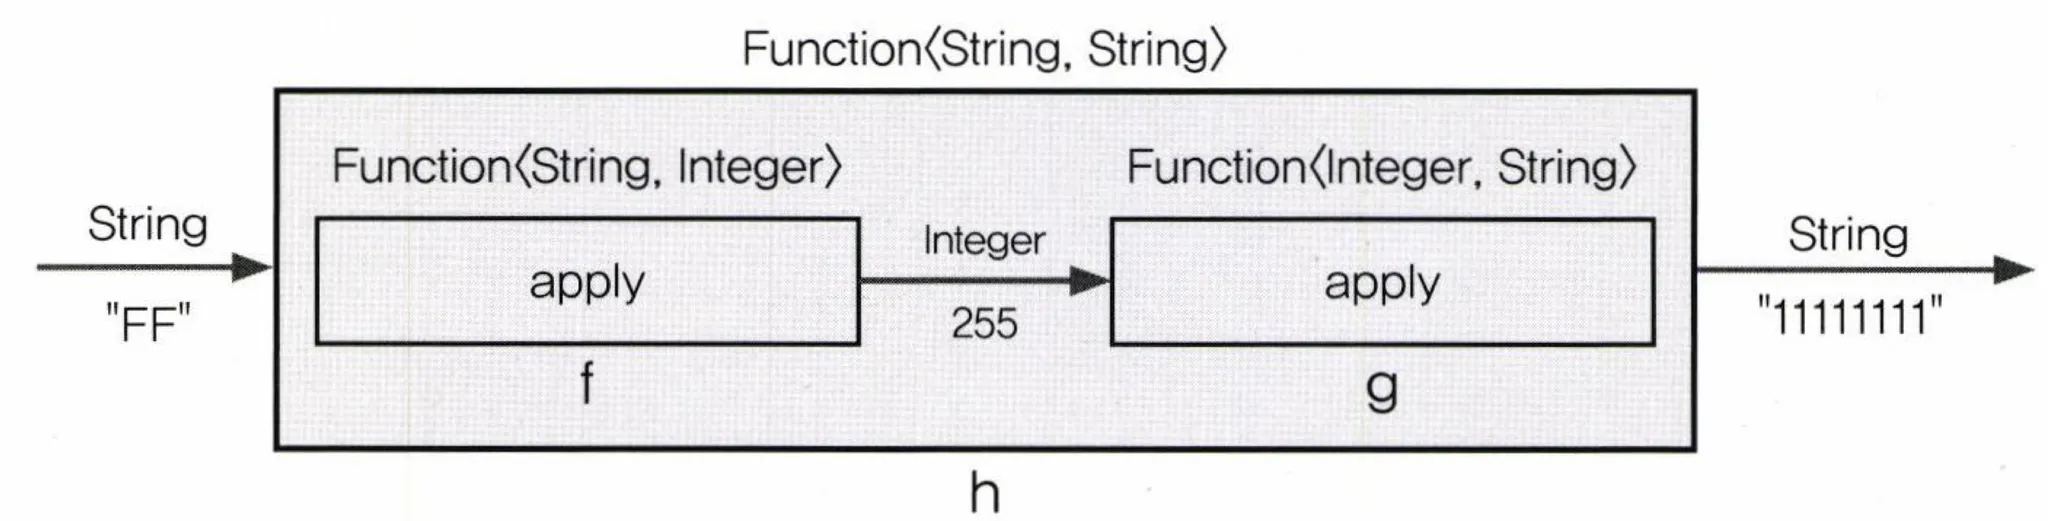 Function⟨String, String⟩
Function⟨String, Integer⟩
Function⟨Integer, String⟩
String
"FF"
apply
f
Integer
255
apply
g
String
"11111111"
h